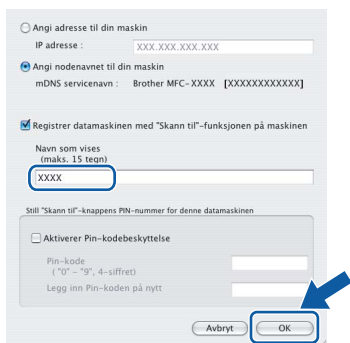 Angi adresse til din maskin
IP adresse : XXX.XXX.XXX.XXX
Angi nodenavnet til din maskin
mDNS servicenavn : Brother MFC-XXXX [XXXXXXXXXXXX]
Registrer datamaskinen med "Skann til"-funksjonen på maskinen
Navn som vises
(maks. 15 tegn)
XXXX
Still "Skann til"-knappens PIN-nummer for denne datamaskinen
Aktiverer Pin-kodebeskyttelse
Pin-kode
( "0" – "9", 4-siffret)
Legg inn Pin-koden på nytt
Avbryt OK